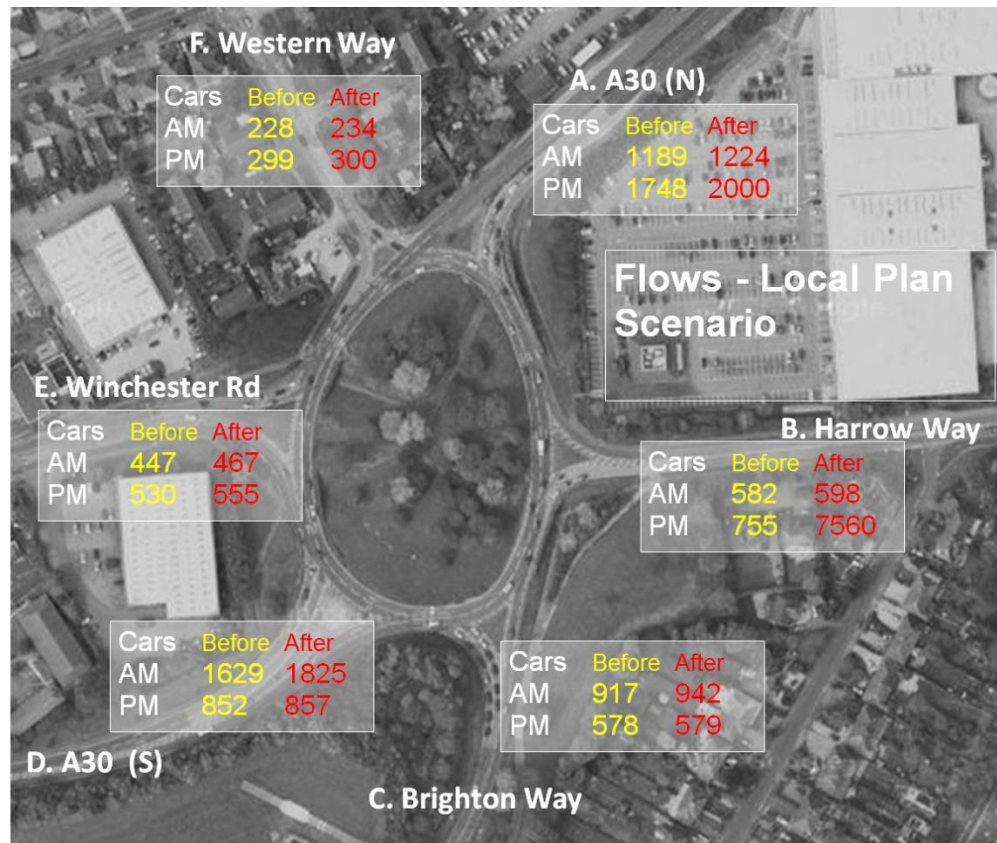 F. Western Way
Cars Before After
AM 228 234
PM 299 300
A. A30 (N)
Cars Before After
AM 1189 1224
PM 1748 2000
Flows - Local Plan
Scenario
E. Winchester Rd
Cars Before After
AM 447 467
PM 530 555
B. Harrow Way
Cars Before After
AM 582 598
PM 755 7560
Cars Before After
AM 1629 1825
PM 852 857
D. A30 (S)
Cars Before After
AM 917 942
PM 578 579
C. Brighton Way